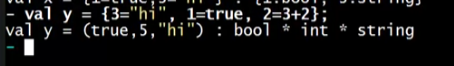 - val y = {3="hi", 1=true, 2=3+2};
val y = (true,5,"hi") : bool * int * string
-